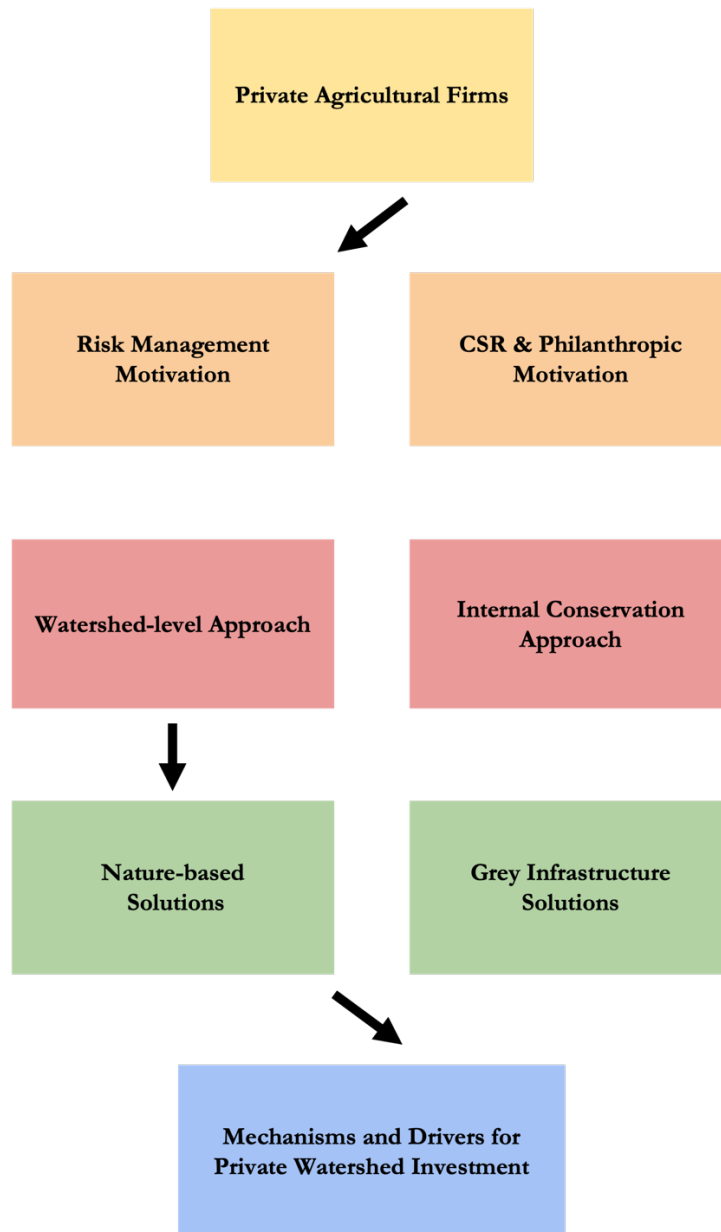 Private Agricultural Firms
Risk Management
Motivation
CSR & Philanthropic
Motivation
Watershed-level Approach
Internal Conservation
Approach
Nature-based
Solutions
Grey Infrastructure
Solutions
Mechanisms and Drivers for
Private Watershed Investment